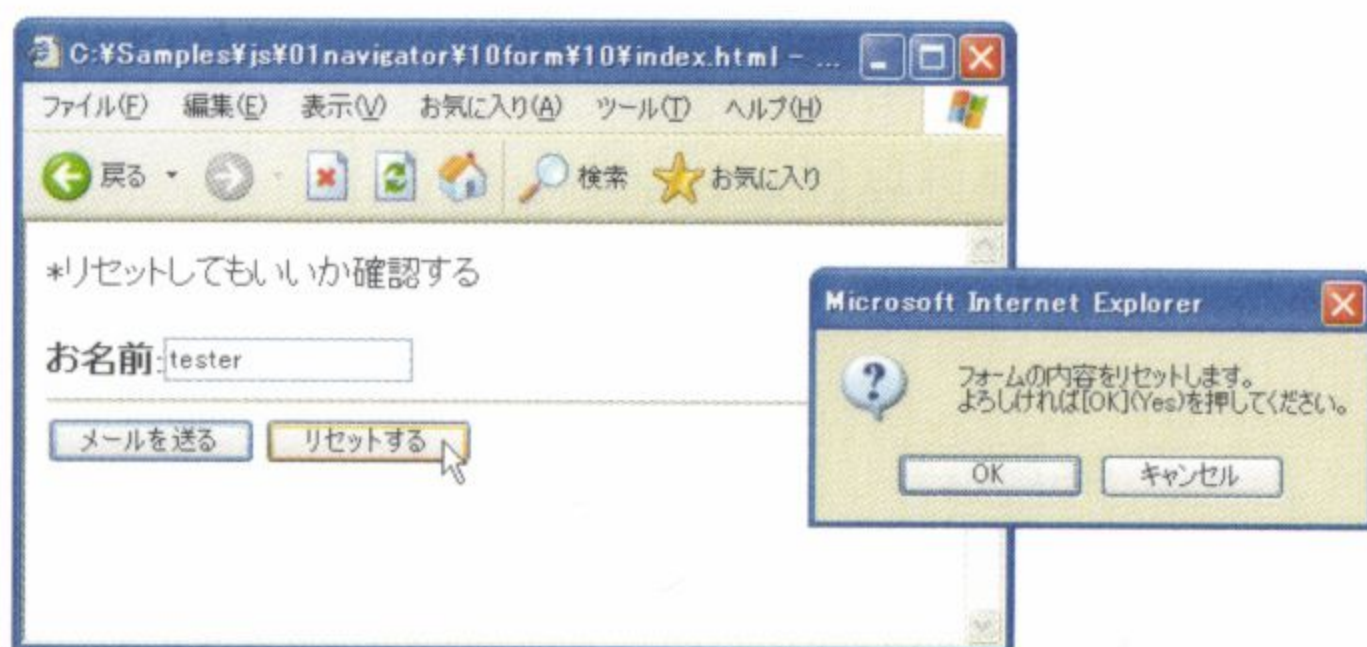 C:¥Samples¥js¥01navigator¥10form¥10¥index.html - ...
ファイル(F) 編集(E) 表示(V) お気に入り(A) ツール(T) ヘルプ(H)
戻る 検索 お気に入り
*リセットしてもいいか確認する
お名前:tester
メールを送る リセットする
Microsoft Internet Explorer
フォームの内容をリセットします。
よろしければ[OK](Yes)を押してください。
OK キャンセル